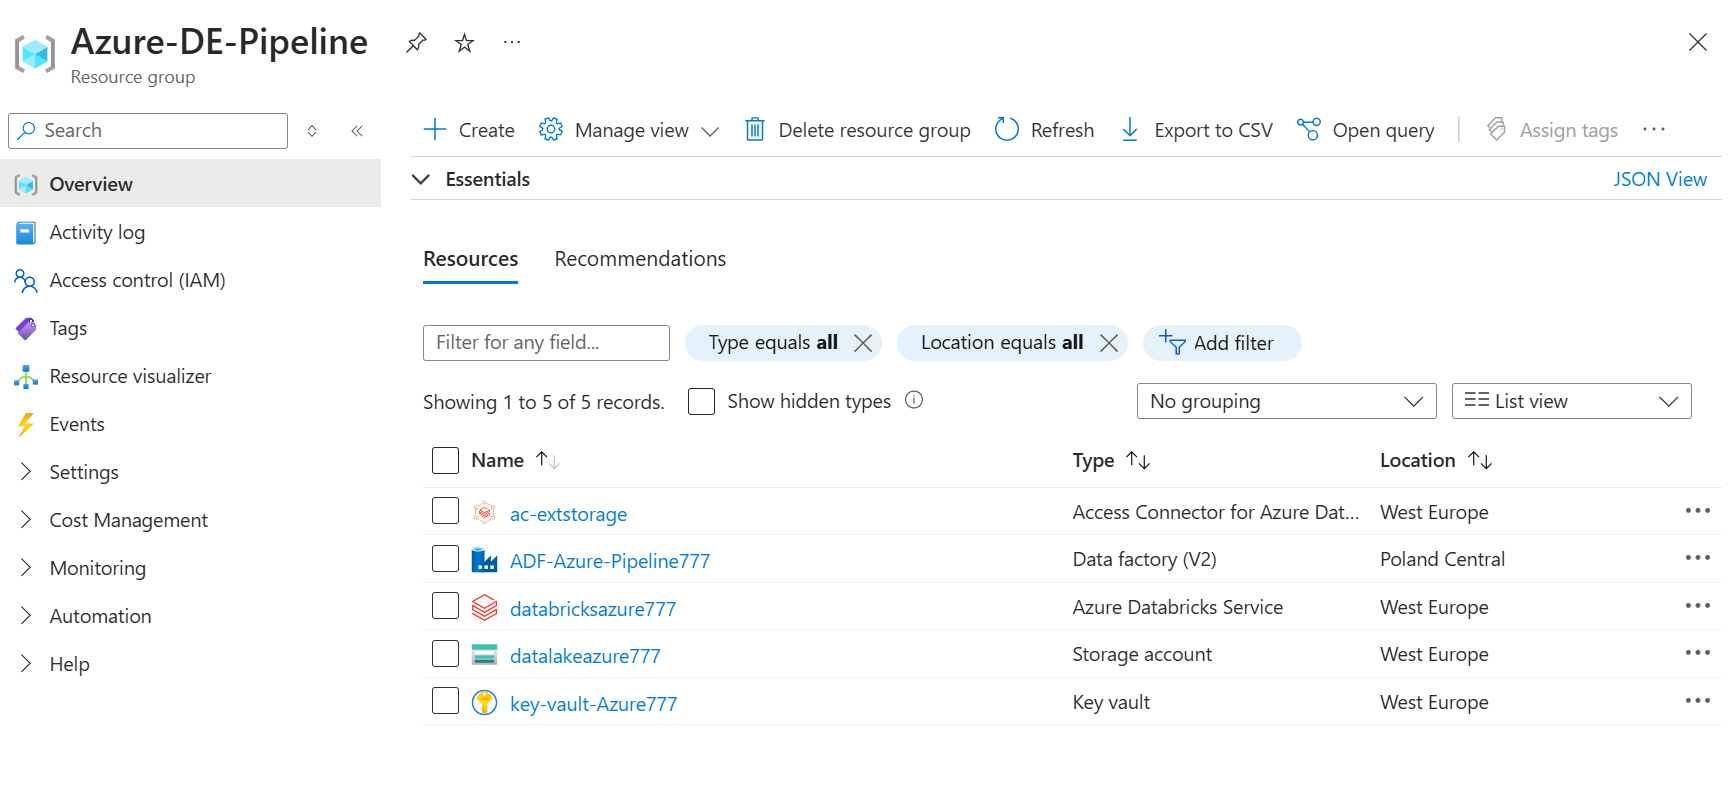 Azure-DE-Pipeline
Resource group
Search
Overview
Activity log
Access control (IAM)
Tags
Resource visualizer
Events
Settings
Cost Management
Monitoring
Automation
Help
Create Manage view Delete resource group Refresh Export to CSV Open query Assign tags
Essentials JSON View
Resources Recommendations
Filter for any field... Type equals all Location equals all Add filter
Showing 1 to 5 of 5 records. Show hidden types No grouping List view
Name Type Location
ac-extstorage Access Connector for Azure Dat... West Europe
ADF-Azure-Pipeline777 Data factory (V2) Poland Central
databricksazure777 Azure Databricks Service West Europe
datalakeazure777 Storage account West Europe
key-vault-Azure777 Key vault West Europe